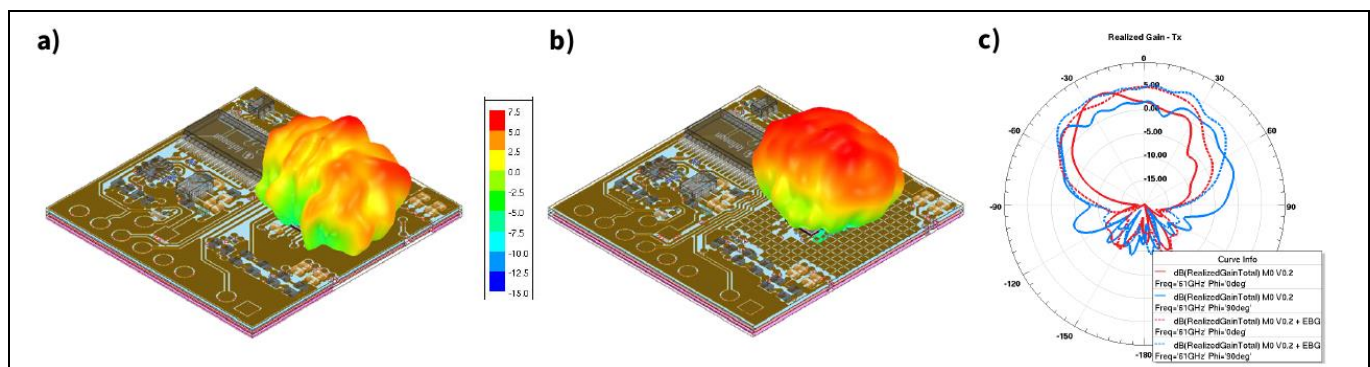 a)
b)
c)
7.5
5.0
2.5
0.0
-2.5
-5.0
-7.5
-10.0
-12.5
-15.0
Realized Gain - Tx
0
-30
30
-60
60
-90
90
-120
-150
-180
5.00
0.00
-5.00
-10.00
-15.00
Curve Info
dB(RealizedGainTotal) M0 V0.2
Freq='61GHz' Phi='0deg'
dB(RealizedGainTotal) M0 V0.2
Freq='61GHz' Phi='90deg'
dB(RealizedGainTotal) M0 V0.2 + EBG
Freq='61GHz' Phi='0deg'
dB(RealizedGainTotal) M0 V0.2 + EBG
Freq='61GHz' Phi='90deg'